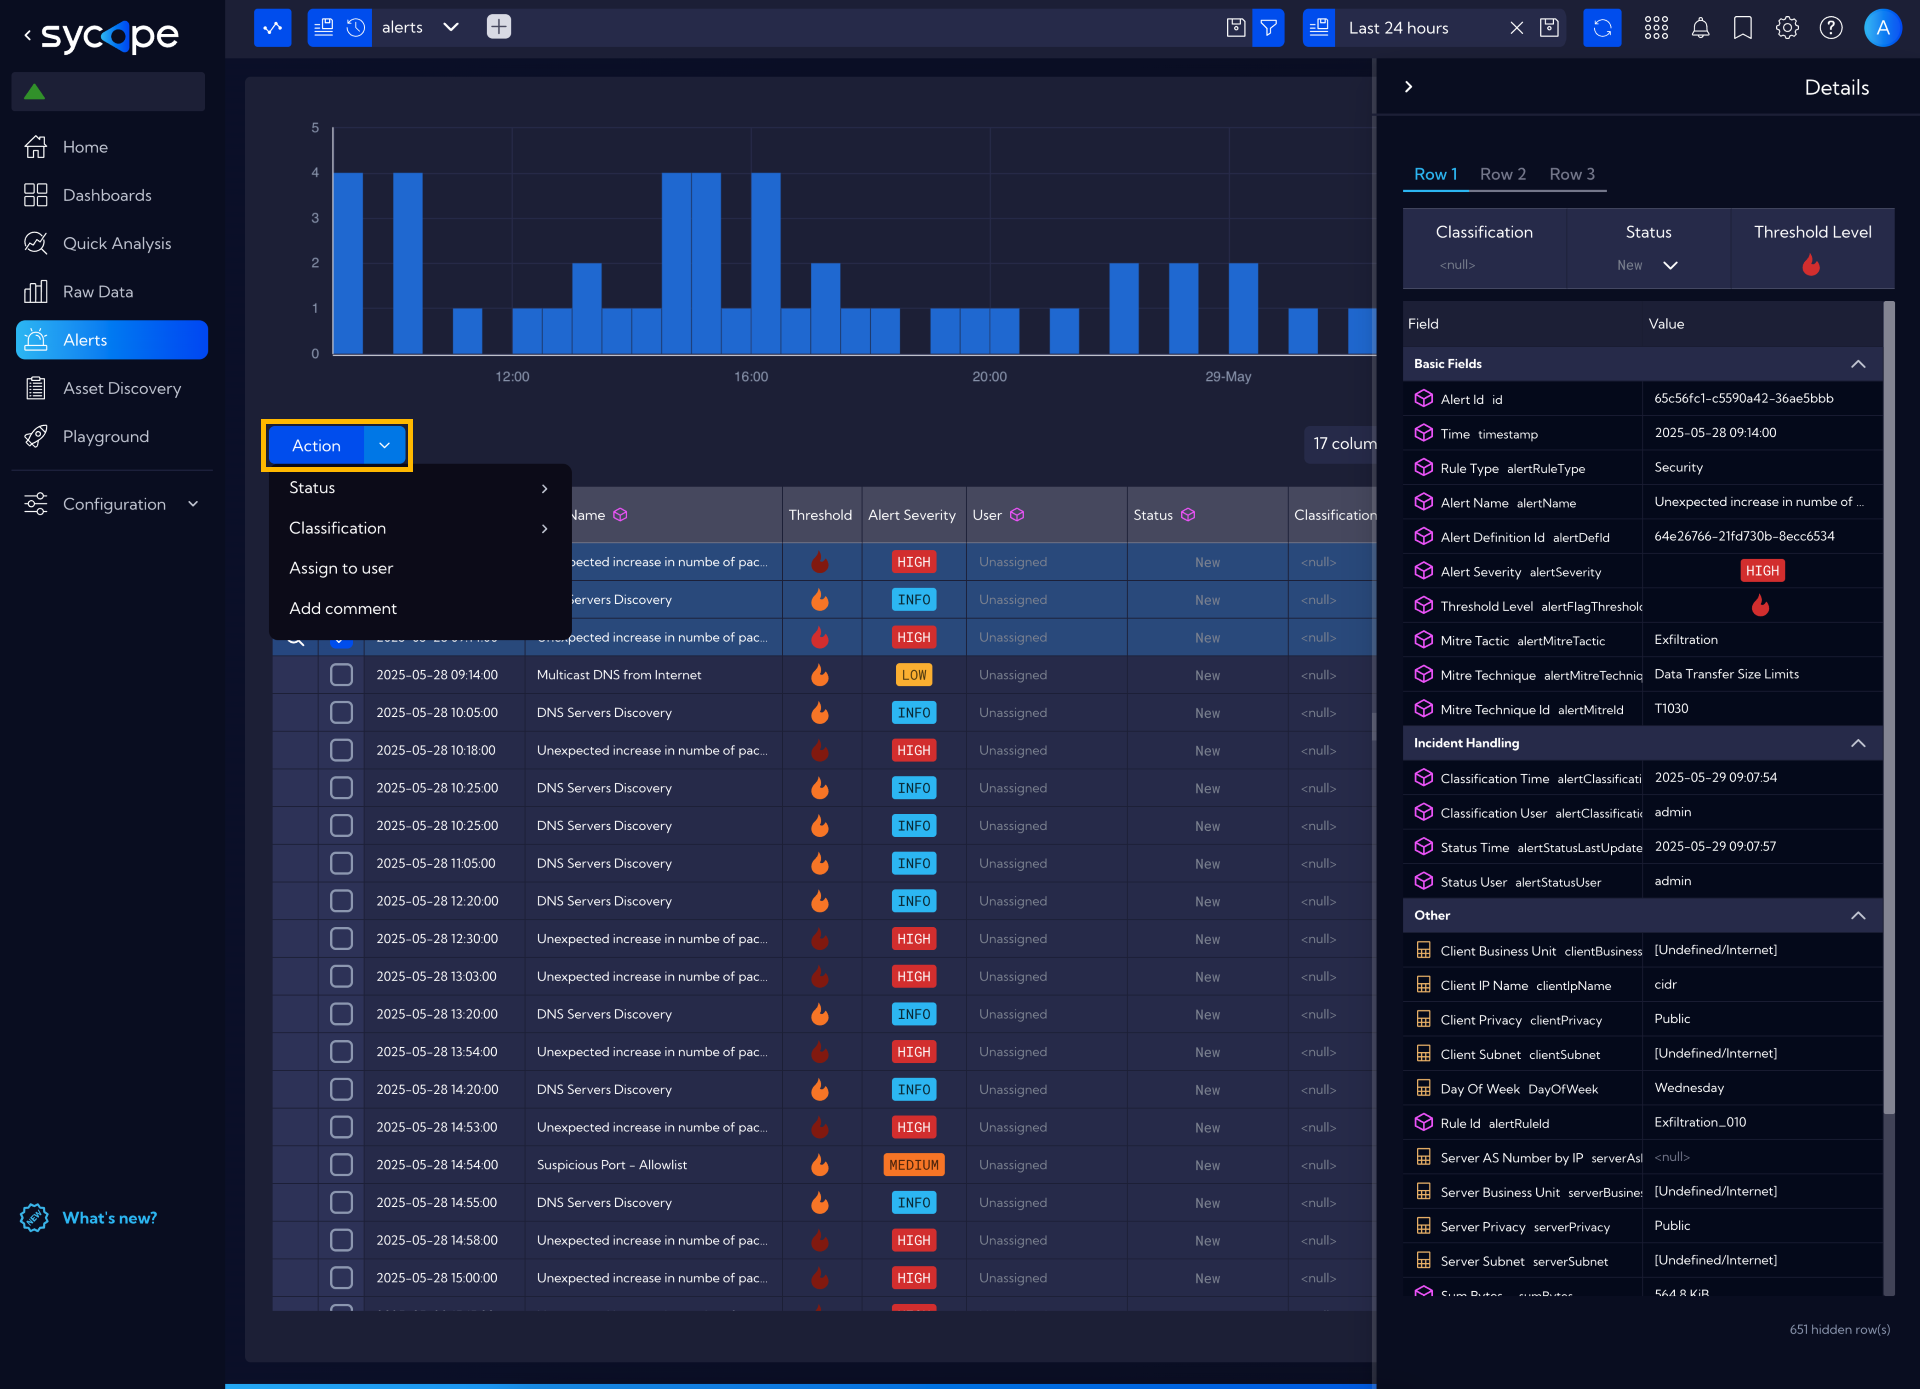 sycope
alerts
Last 24 hours
A
Home
Dashboards
Quick Analysis
Raw Data
Alerts
Asset Discovery
Playground
Configuration
NEW What's new?
5
4
3
2
1
0
12:00 16:00 20:00 29-May
Action
17 colum
Status
Classification
Assign to user
Add comment
Name Threshold Alert Severity User Status Classification
pected increase in numbe of pac... HIGH Unassigned New <null>
Servers Discovery INFO Unassigned New <null>
Unexpected increase in numbe of pac... HIGH Unassigned New <null>
2025-05-28 09:14:00 Multicast DNS from Internet LOW Unassigned New <null>
2025-05-28 10:05:00 DNS Servers Discovery INFO Unassigned New <null>
2025-05-28 10:18:00 Unexpected increase in numbe of pac... HIGH Unassigned New <null>
2025-05-28 10:25:00 DNS Servers Discovery INFO Unassigned New <null>
2025-05-28 10:25:00 DNS Servers Discovery INFO Unassigned New <null>
2025-05-28 11:05:00 DNS Servers Discovery INFO Unassigned New <null>
2025-05-28 12:20:00 DNS Servers Discovery INFO Unassigned New <null>
2025-05-28 12:30:00 Unexpected increase in numbe of pac... HIGH Unassigned New <null>
2025-05-28 13:03:00 Unexpected increase in numbe of pac... HIGH Unassigned New <null>
2025-05-28 13:20:00 DNS Servers Discovery INFO Unassigned New <null>
2025-05-28 13:54:00 Unexpected increase in numbe of pac... HIGH Unassigned New <null>
2025-05-28 14:20:00 DNS Servers Discovery INFO Unassigned New <null>
2025-05-28 14:53:00 Unexpected increase in numbe of pac... HIGH Unassigned New <null>
2025-05-28 14:54:00 Suspicious Port - Allowlist MEDIUM Unassigned New <null>
2025-05-28 14:55:00 DNS Servers Discovery INFO Unassigned New <null>
2025-05-28 14:58:00 Unexpected increase in numbe of pac... HIGH Unassigned New <null>
2025-05-28 15:00:00 Unexpected increase in numbe of pac... HIGH Unassigned New <null>
Details
Row 1 Row 2 Row 3
Classification Status Threshold Level
<null> New
Field Value
Basic Fields
Alert Id id 65c56fc1-c5590a42-36ae5bbb
Time timestamp 2025-05-28 09:14:00
Rule Type alertRuleType Security
Alert Name alertName Unexpected increase in numbe of ...
Alert Definition Id alertDefId 64e26766-21fd730b-8ecc6534
Alert Severity alertSeverity HIGH
Threshold Level alertFlagThreshold
Mitre Tactic alertMitreTactic Exfiltration
Mitre Technique alertMitreTechniq Data Transfer Size Limits
Mitre Technique Id alertMitreId T1030
Incident Handling
Classification Time alertClassificati 2025-05-29 09:07:54
Classification User alertClassificatio admin
Status Time alertStatusLastUpdate 2025-05-29 09:07:57
Status User alertStatusUser admin
Other
Client Business Unit clientBusiness [Undefined/Internet]
Client IP Name clientIpName cidr
Client Privacy clientPrivacy Public
Client Subnet clientSubnet [Undefined/Internet]
Day Of Week DayOfWeek Wednesday
Rule Id alertRuleId Exfiltration_010
Server AS Number by IP serverAsI <null>
Server Business Unit serverBusines [Undefined/Internet]
Server Privacy serverPrivacy Public
Server Subnet serverSubnet [Undefined/Internet]
Sum Bytes sumBytes 564.8 KiB
651 hidden row(s)